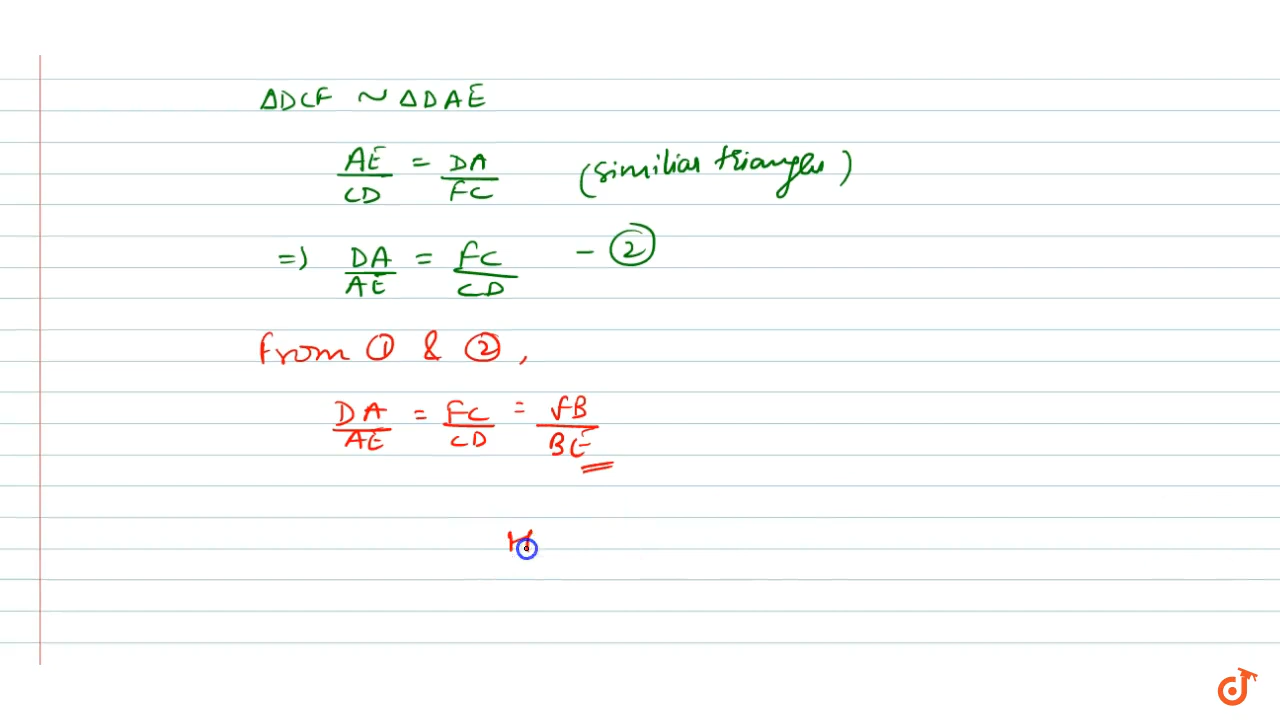 ΔDCF ~ ΔDAE
AE/CD = DA/FC (similiar triangles)
=) DA/AE = FC/CD - ②
from ① & ②,
DA/AE = FC/CD = FB/BE
H